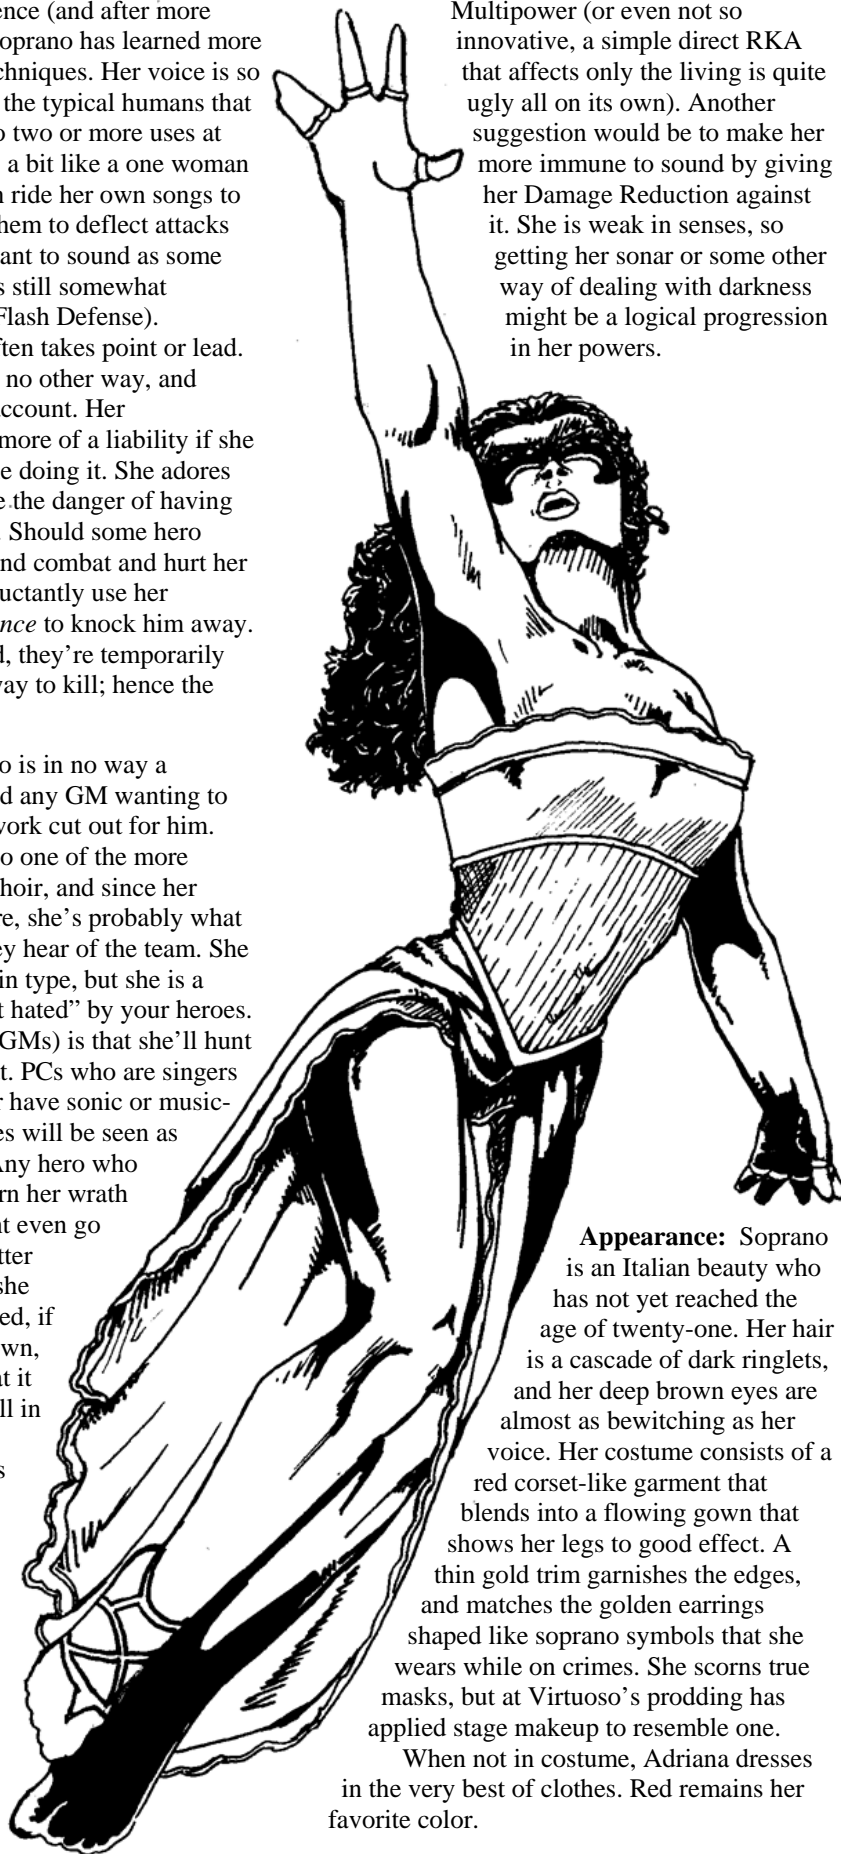 ence (and after more
oprano has learned more
chniques. Her voice is so
the typical humans that
o two or more uses at
a bit like a one woman
n ride her own songs to
hem to deflect attacks
ant to sound as some
s still somewhat
Flash Defense).
ften takes point or lead.
no other way, and
account. Her
more of a liability if she
e doing it. She adores
e the danger of having
. Should some hero
nd combat and hurt her
uctantly use her
nce to knock him away.
d, they're temporarily
way to kill; hence the
o is in no way a
d any GM wanting to
work cut out for him.
o one of the more
hoir, and since her
re, she's probably what
ey hear of the team. She
in type, but she is a
t hated” by your heroes.
GMs) is that she'll hunt
t. PCs who are singers
r have sonic or music-
es will be seen as
Any hero who
rn her wrath
nt even go
tter
she
ed, if
wn,
at it
ll in
s
Multipower (or even not so
innovative, a simple direct RKA
that affects only the living is quite
ugly all on its own). Another
suggestion would be to make her
more immune to sound by giving
her Damage Reduction against
it. She is weak in senses, so
getting her sonar or some other
way of dealing with darkness
might be a logical progression
in her powers.
Appearance: Soprano
is an Italian beauty who
has not yet reached the
age of twenty-one. Her hair
is a cascade of dark ringlets,
and her deep brown eyes are
almost as bewitching as her
voice. Her costume consists of a
red corset-like garment that
blends into a flowing gown that
shows her legs to good effect. A
thin gold trim garnishes the edges,
and matches the golden earrings
shaped like soprano symbols that she
wears while on crimes. She scorns true
masks, but at Virtuoso's prodding has
applied stage makeup to resemble one.
When not in costume, Adriana dresses
in the very best of clothes. Red remains her
favorite color.